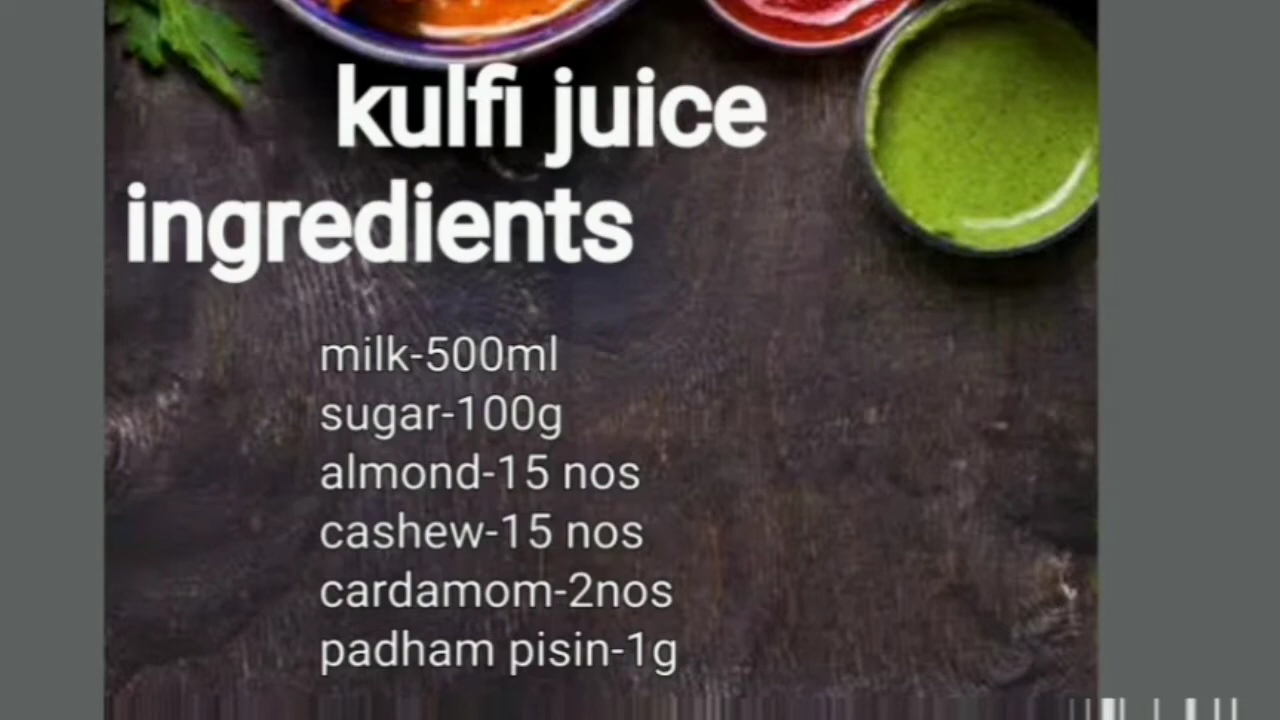 kulfi juice
ingredients
milk-500ml
sugar-100g
almond-15 nos
cashew-15 nos
cardamom-2nos
padham pisin-1g